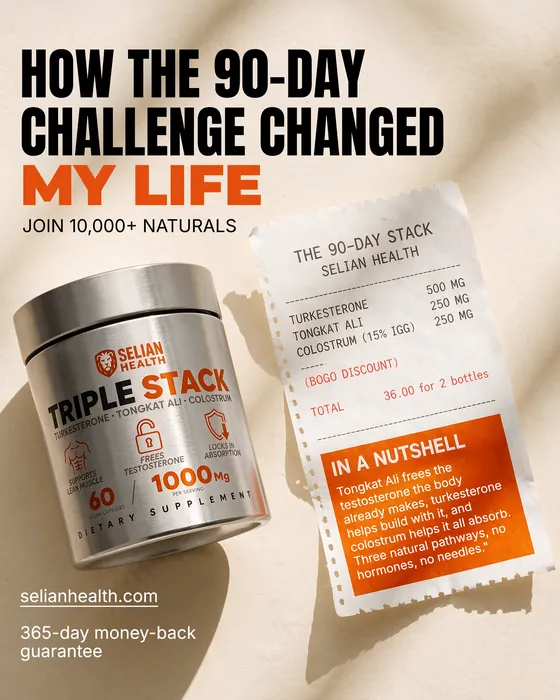 HOW THE 90-DAY
CHALLENGE CHANGED
MY LIFE
JOIN 10,000+ NATURALS
THE 90-DAY STACK
SELIAN HEALTH
TURKESTERONE 500 MG
TONGKAT ALI 250 MG
COLOSTRUM (15% IGG) 250 MG
(BOGO DISCOUNT)
TOTAL 36.00 for 2 bottles
IN A NUTSHELL
Tongkat Ali frees the
testosterone the body
already makes, turkesterone
helps build with it, and
colostrum helps it all absorb.
Three natural pathways, no
hormones, no needles."
SELIAN
HEALTH
TRIPLE STACK
TURKESTERONE · TONGKAT ALI · COLOSTRUM
SUPPORTS
LEAN MUSCLE
FREES
TESTOSTERONE
LOCKS IN
ABSORPTION
60
CAPSULES
1000Mg
PER SERVING
DIETARY SUPPLEMENT
selianhealth.com
365-day money-back
guarantee